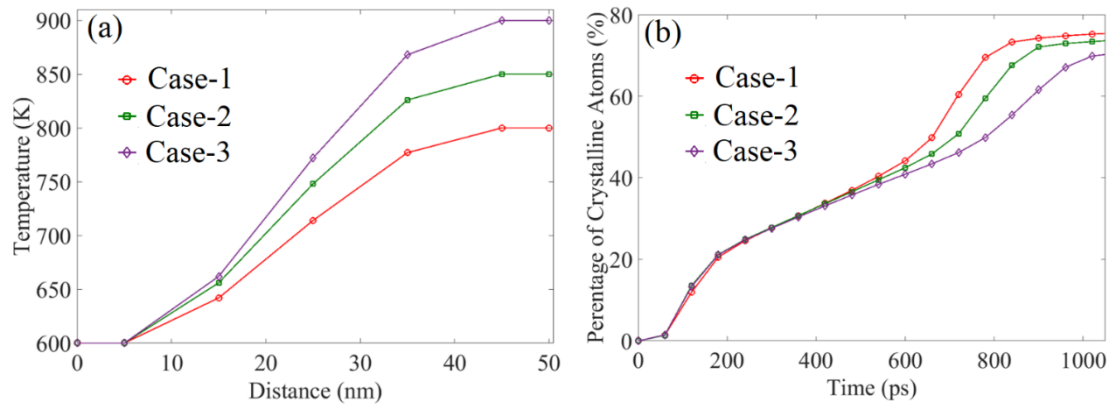 (a)
Case-1
Case-2
Case-3
Temperature (K)
900
850
800
750
700
650
600
0 10 20 30 40 50
Distance (nm)
(b)
Case-1
Case-2
Case-3
Perentage of Crystalline Atoms (%)
80
60
40
20
0
0 200 400 600 800 1000
Time (ps)